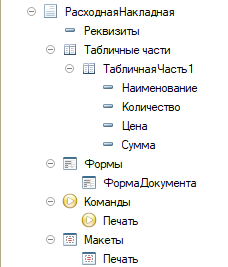 РасходнаяНакладная
Реквизиты
Табличные части
ТабличнаяЧасть1
Наименование
Количество
Цена
Сумма
Формы
ФормаДокумента
Команды
Печать
Макеты
Печать